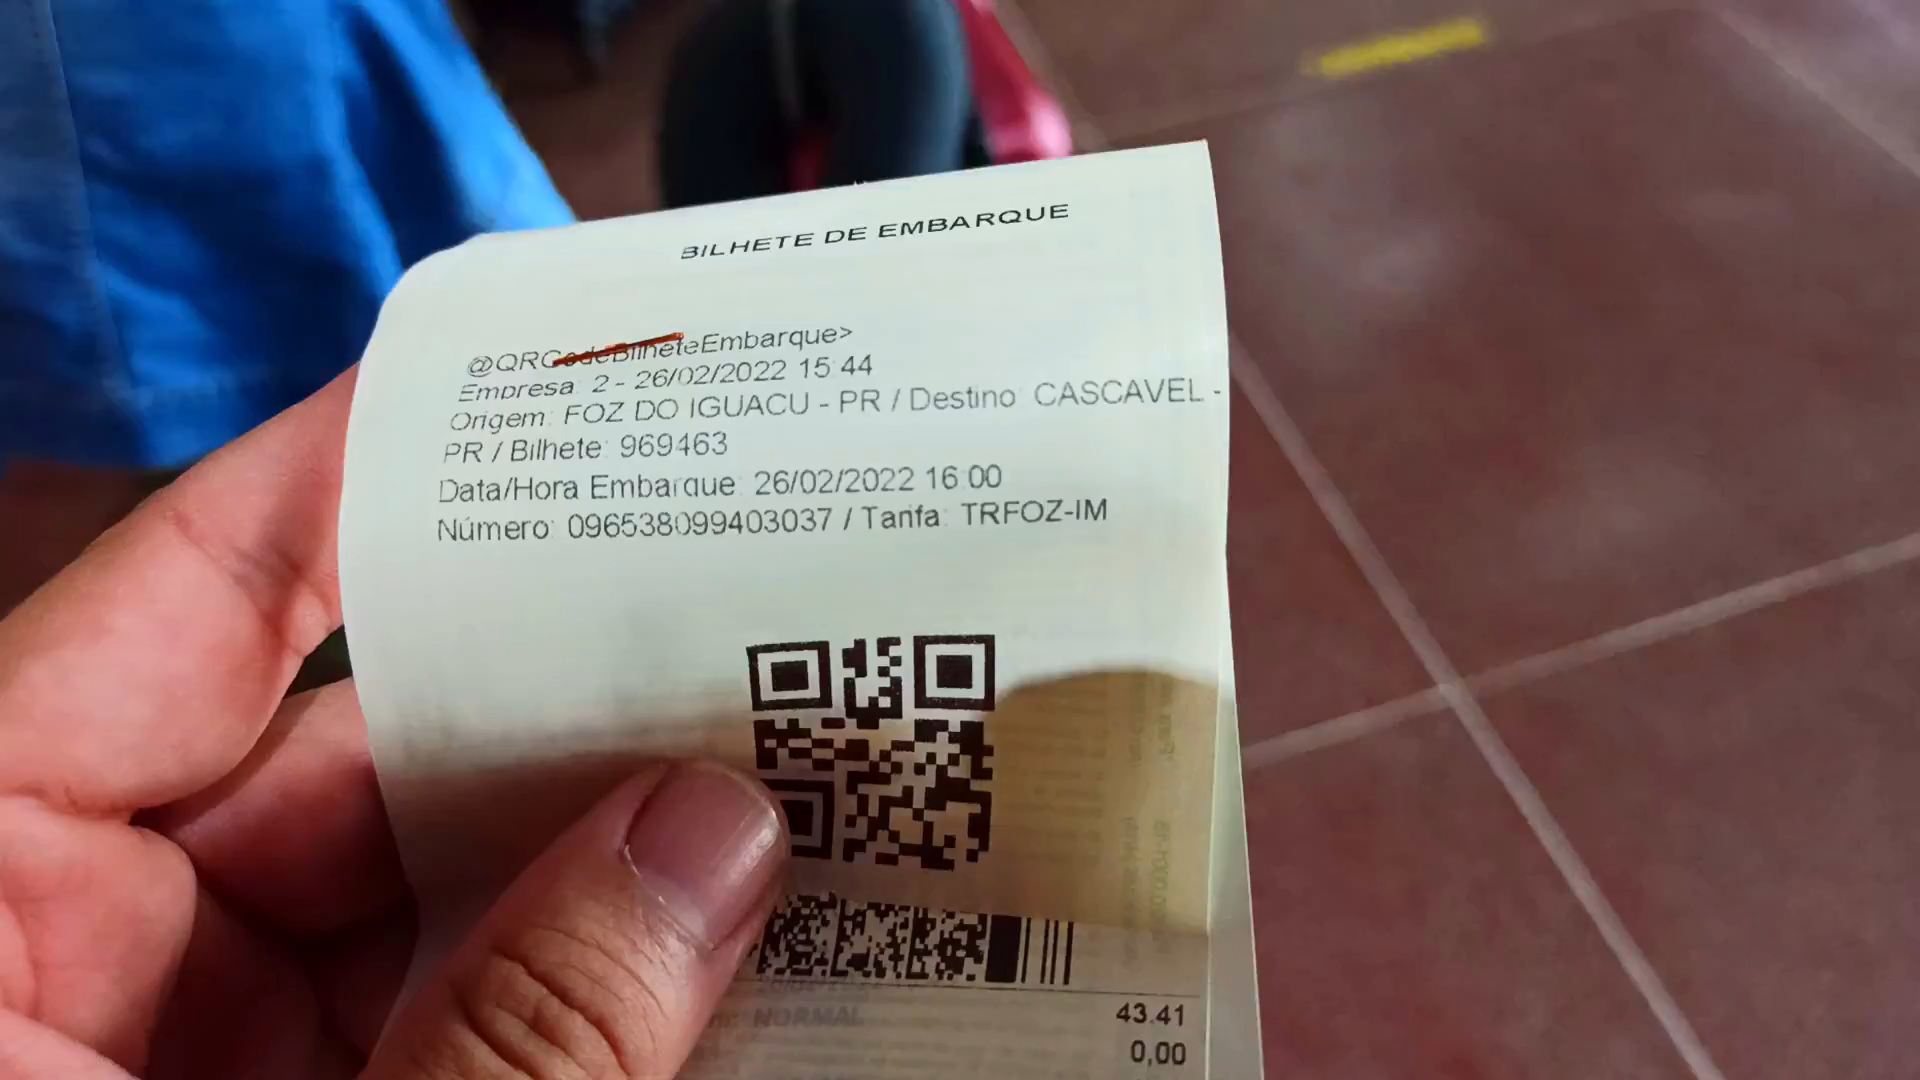 BILHETE DE EMBARQUE
@QRCodeBilheteEmbarque>
Empresa: 2 - 26/02/2022 15:44
Origem: FOZ DO IGUACU - PR / Destino: CASCAVEL -
PR / Bilhete: 969463
Data/Hora Embarque: 26/02/2022 16:00
Número: 096538099403037 / Tarifa: TRFOZ-IM
NORMAL 43.41
0,00